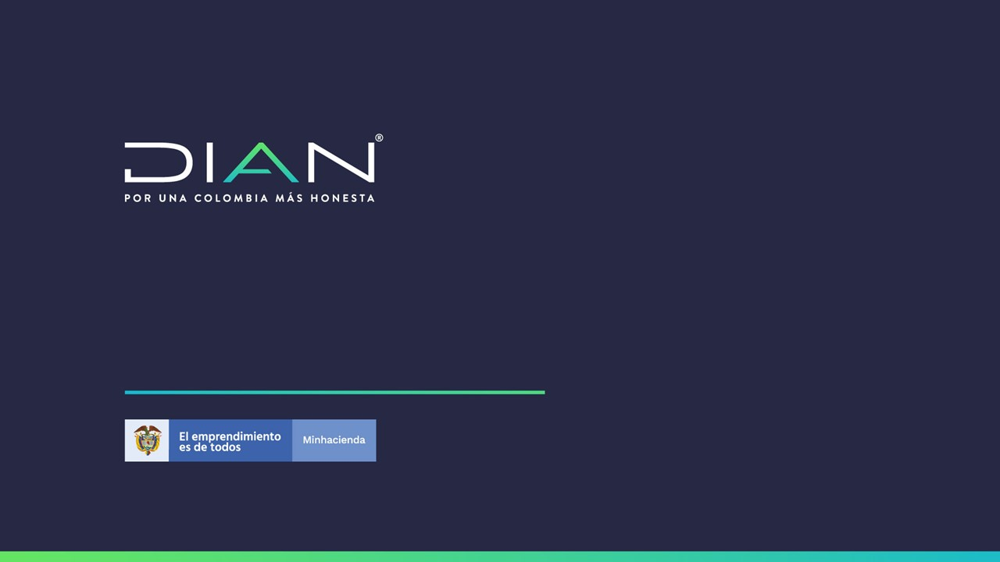 DIAN®
POR UNA COLOMBIA MÁS HONESTA
El emprendimiento
es de todos
Minhacienda